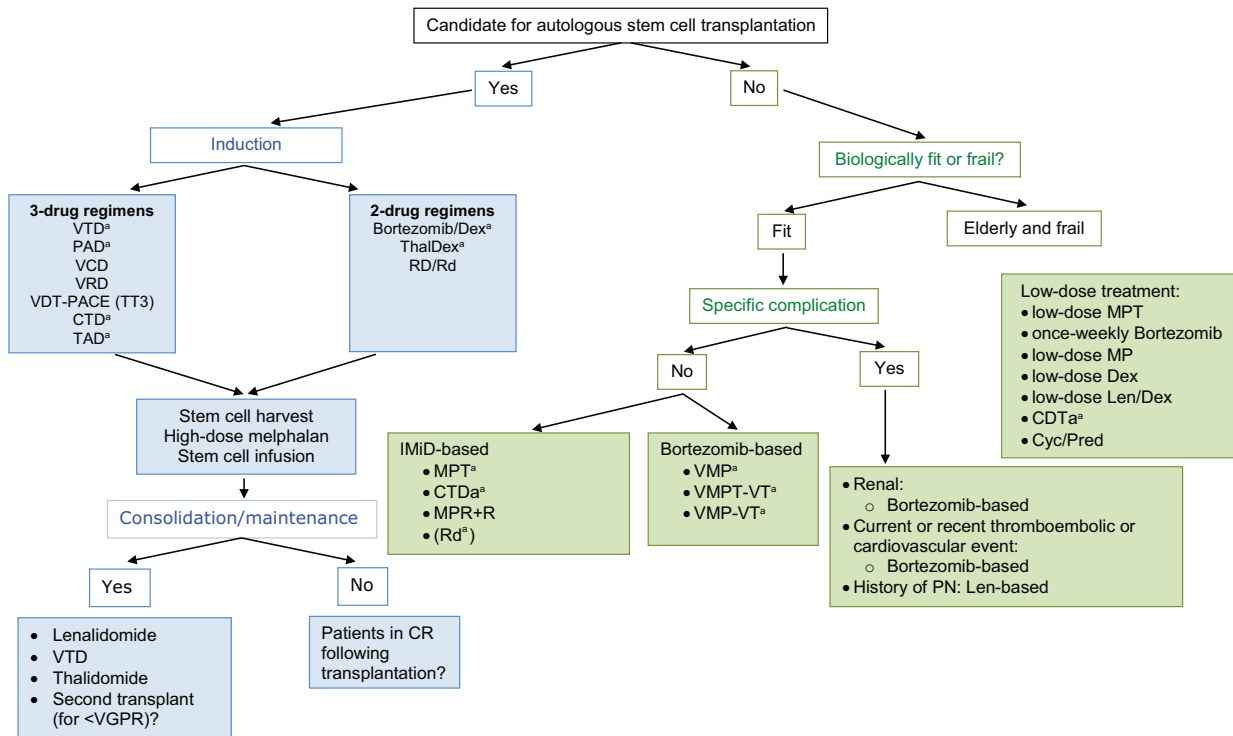 Candidate for autologous stem cell transplantation
Yes
No
Induction
Biologically fit or frail?
3-drug regimens
VTDᵃ
PADᵃ
VCD
VRD
VDT-PACE (TT3)
CTDᵃ
TADᵃ
2-drug regimens
Bortezomib/Dexᵃ
ThalDexᵃ
RD/Rd
Fit
Elderly and frail
Specific complication
Low-dose treatment:
• low-dose MPT
• once-weekly Bortezomib
• low-dose MP
• low-dose Dex
• low-dose Len/Dex
• CDTaᵃ
• Cyc/Pred
No
Yes
Stem cell harvest
High-dose melphalan
Stem cell infusion
IMiD-based
• MPTᵃ
• CTDaᵃ
• MPR+R
• (Rdᵃ)
Bortezomib-based
• VMPᵃ
• VMPT-VTᵃ
• VMP-VTᵃ
• Renal:
o Bortezomib-based
• Current or recent thromboembolic or
cardiovascular event:
o Bortezomib-based
• History of PN: Len-based
Consolidation/maintenance
Yes
No
• Lenalidomide
• VTD
• Thalidomide
• Second transplant
(for <VGPR)?
Patients in CR
following
transplantation?